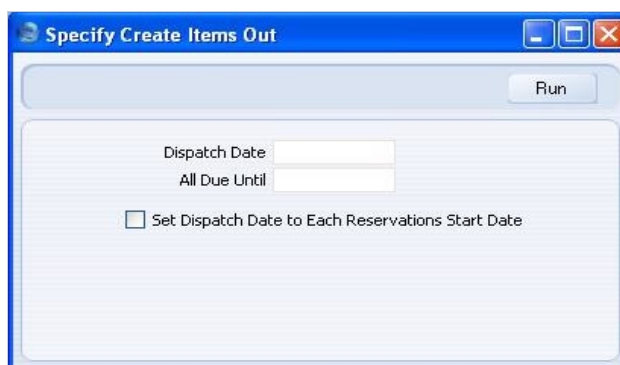 Specify Create Items Out
Run
Dispatch Date
All Due Until
Set Dispatch Date to Each Reservations Start Date